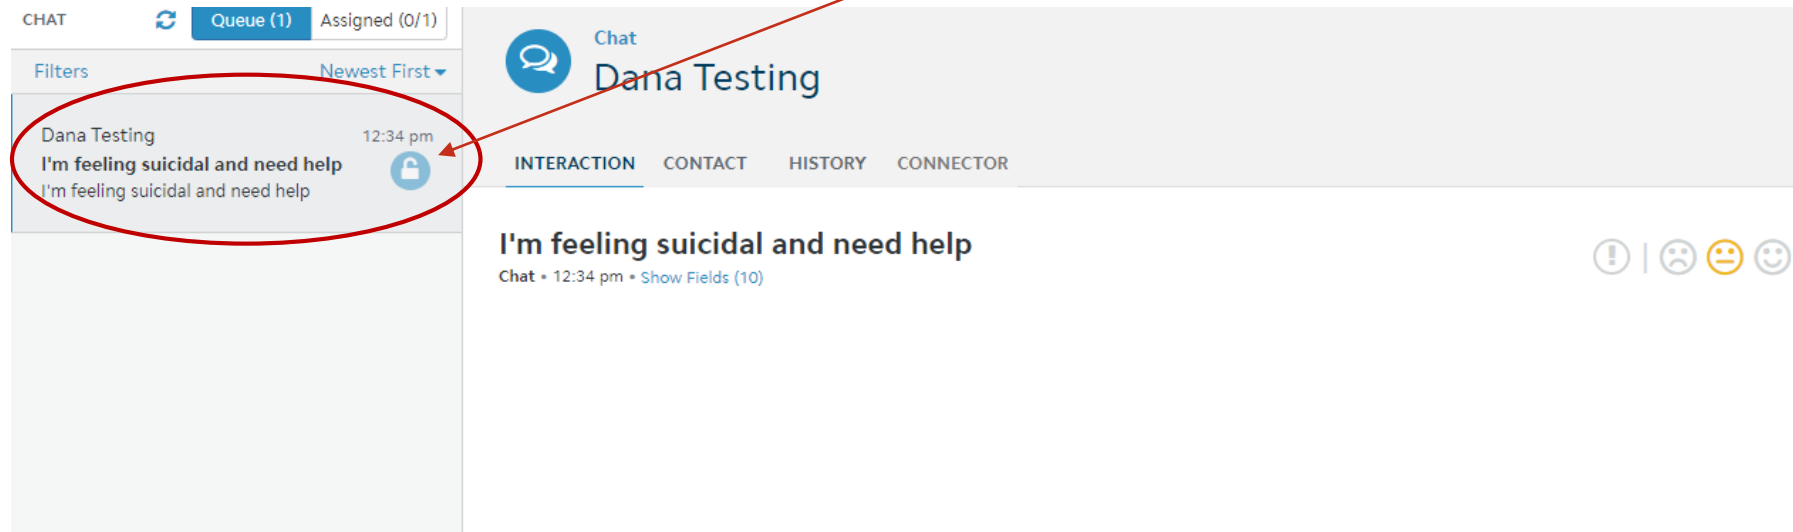 CHAT
Queue (1)
Assigned (0/1)
Filters
Newest First
Dana Testing
12:34 pm
I'm feeling suicidal and need help
I'm feeling suicidal and need help
Chat
Dana Testing
INTERACTION CONTACT HISTORY CONNECTOR
I'm feeling suicidal and need help
Chat • 12:34 pm • Show Fields (10)